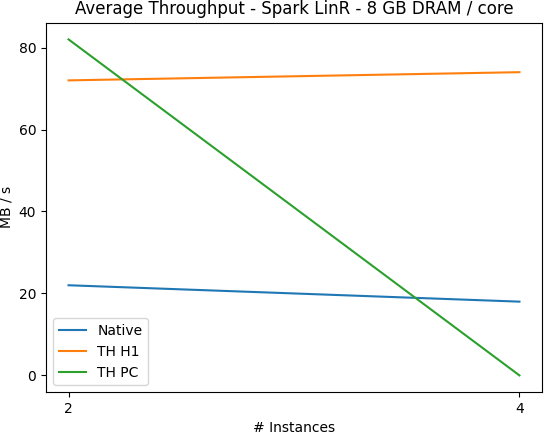 Average Throughput - Spark LinR - 8 GB DRAM / core
MB / s
80
60
40
20
0
Native
TH H1
TH PC
2
4
# Instances